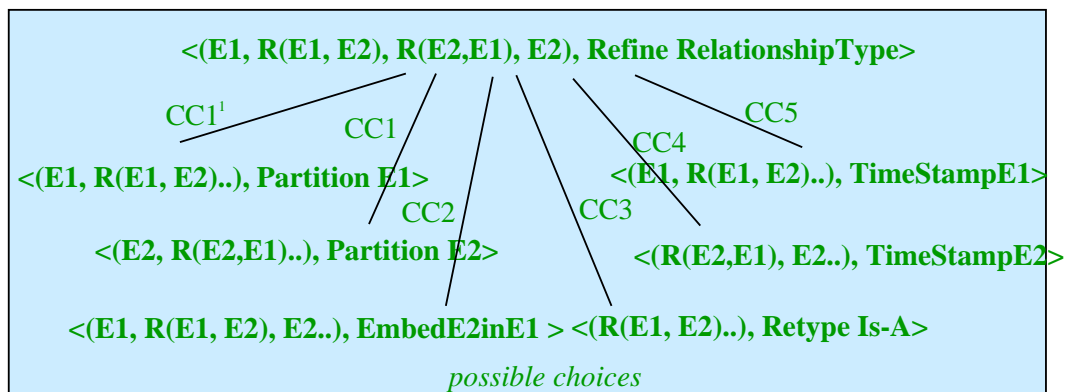 <(E1, R(E1, E2), R(E2,E1), E2), Refine RelationshipType>
CC1¹
CC1
CC5
CC4
<(E1, R(E1, E2)..), Partition E1>
<(E1, R(E1, E2)..), TimeStampE1>
CC2
CC3
<(E2, R(E2,E1)..), Partition E2>
<(R(E2,E1), E2..), TimeStampE2>
<(E1, R(E1, E2), E2..), EmbedE2inE1 >
<(R(E1, E2)..), Retype Is-A>
possible choices